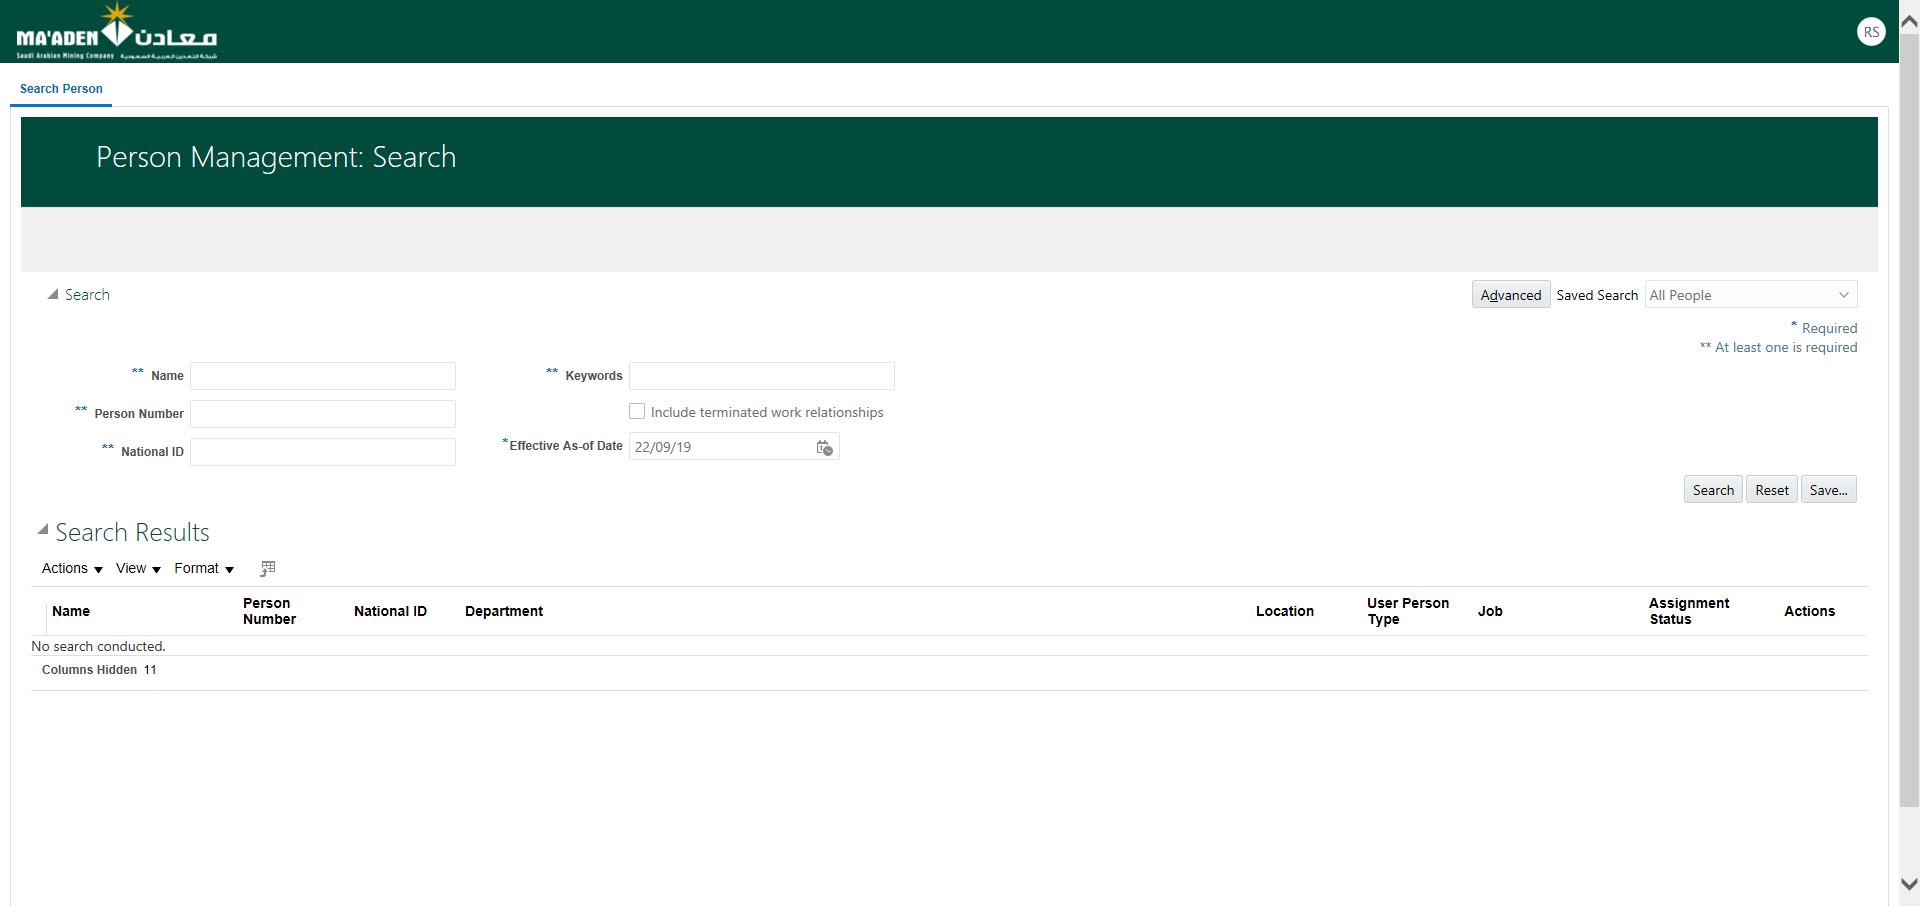 MA'ADEN معادن
Saudi Arabian Mining Company شركة التعدين العربية السعودية
RS
Search Person
Person Management: Search
Search
Advanced Saved Search All People
* Required
** At least one is required
** Name
** Keywords
** Person Number
Include terminated work relationships
** National ID
*Effective As-of Date 22/09/19
Search Reset Save...
Search Results
Actions View Format
Name Person Number National ID Department Location User Person Type Job Assignment Status Actions
No search conducted.
Columns Hidden 11